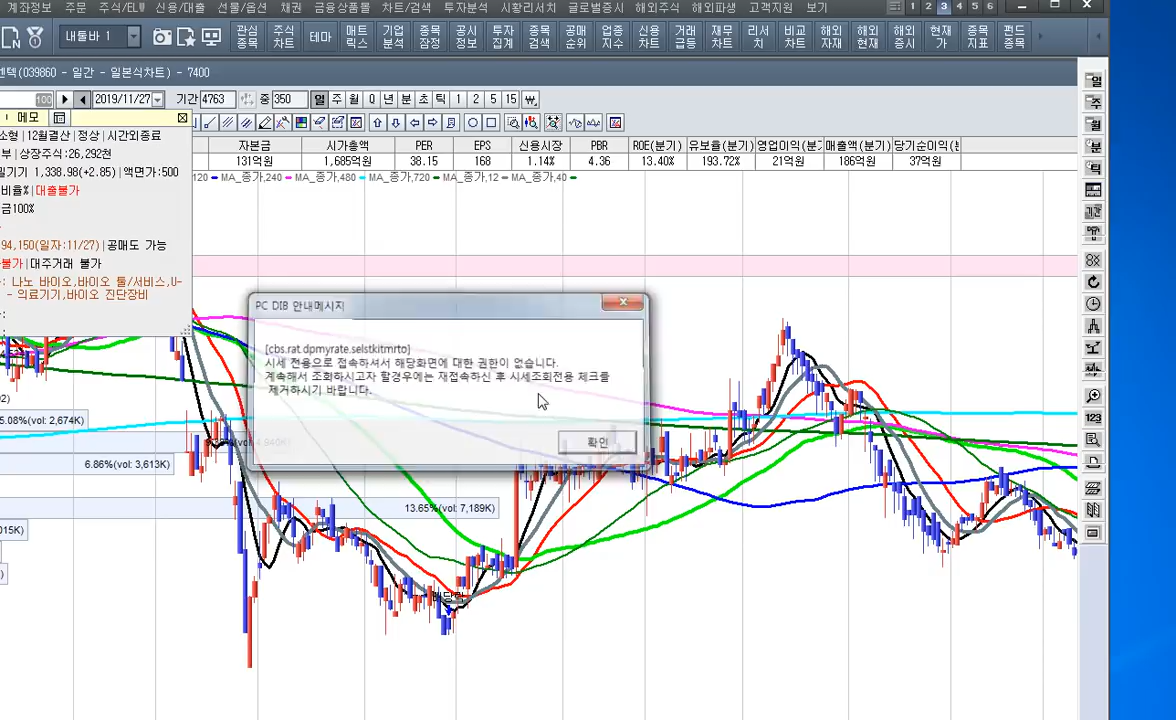 계좌정보 주문 주식/ELW 신용/대출 선물/옵션 채권 금융상품몰 차트/검색 투자분석 시황리서치 글로벌증시 해외주식 해외파생 고객지원 보기 1 2 3 4 5 6
내툴바 1 관심종목 주식차트 테마 매트릭스 기업분석 종목잠정 공시정보 투자집계 종목검색 공매순위 업종지수 신용차트 거래급등 재무차트 리서치 비교차트 해외자재 해외현재 해외증시 현재가 종목지표 펀드종목
센텍(039860 - 일간 - 일본식차트) - 7400
100 2019/11/27 기간 4763 중 350 일 주 월 Q 년 분 초 틱 1 2 5 15
메모
소형 | 12월결산 | 정상 | 시간외종료
부 | 상장주식:26,292천
밀기기 1,338.98(+2.85) | 액면가:500
비율% | 대출불가
금100%
94,150(일자:11/27) | 공매도 가능
불가 | 대주거래 불가
: 나노 바이오,바이오 툴/서비스,U-
- 의료기기,바이오 진단장비
자본금 시가총액 PER EPS 신용시장 PBR ROE(분기) 유보율(분기) 영업이익(분기) 매출액(분기) 당기순이익(분
131억원 1,685억원 38.15 168 1.14% 4.36 13.40% 193.72% 21억원 186억원 37억원
120 MA_종가,240 MA_종가,480 MA_종가,720 MA_종가,12 MA_종가,40
PC DIB 안내메시지
[cbs.rat.dpmyrate.selstkitmrto]
시세 전용으로 접속하셔서 해당화면에 대한 권한이 없습니다.
계속해서 조회하시고자 할경우에는 재접속하신 후 시세조회전용 체크를
제거하시기 바랍니다.
확인
02)
5.08%(vol: 2,674K)
6.86%(vol: 3,613K)
13.65%(vol: 7,189K)
015K)
일
주
월
분
틱
123